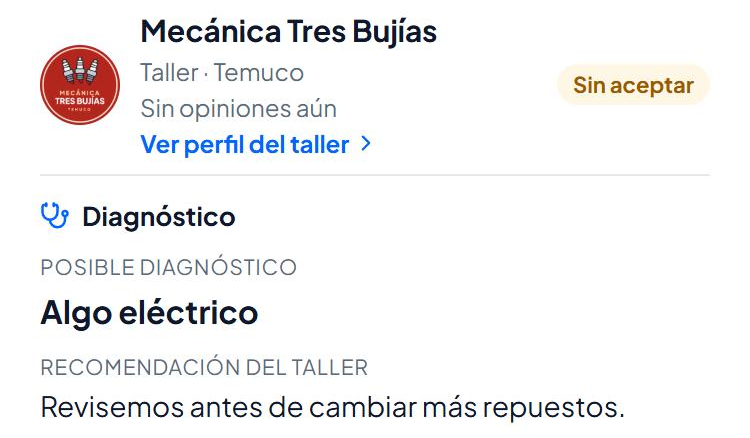 Mecánica Tres Bujías
MECÁNICA
TRES BUJÍAS
TEMUCO
Taller · Temuco
Sin opiniones aún
Ver perfil del taller
Sin aceptar
Diagnóstico
POSIBLE DIAGNÓSTICO
Algo eléctrico
RECOMENDACIÓN DEL TALLER
Revisemos antes de cambiar más repuestos.